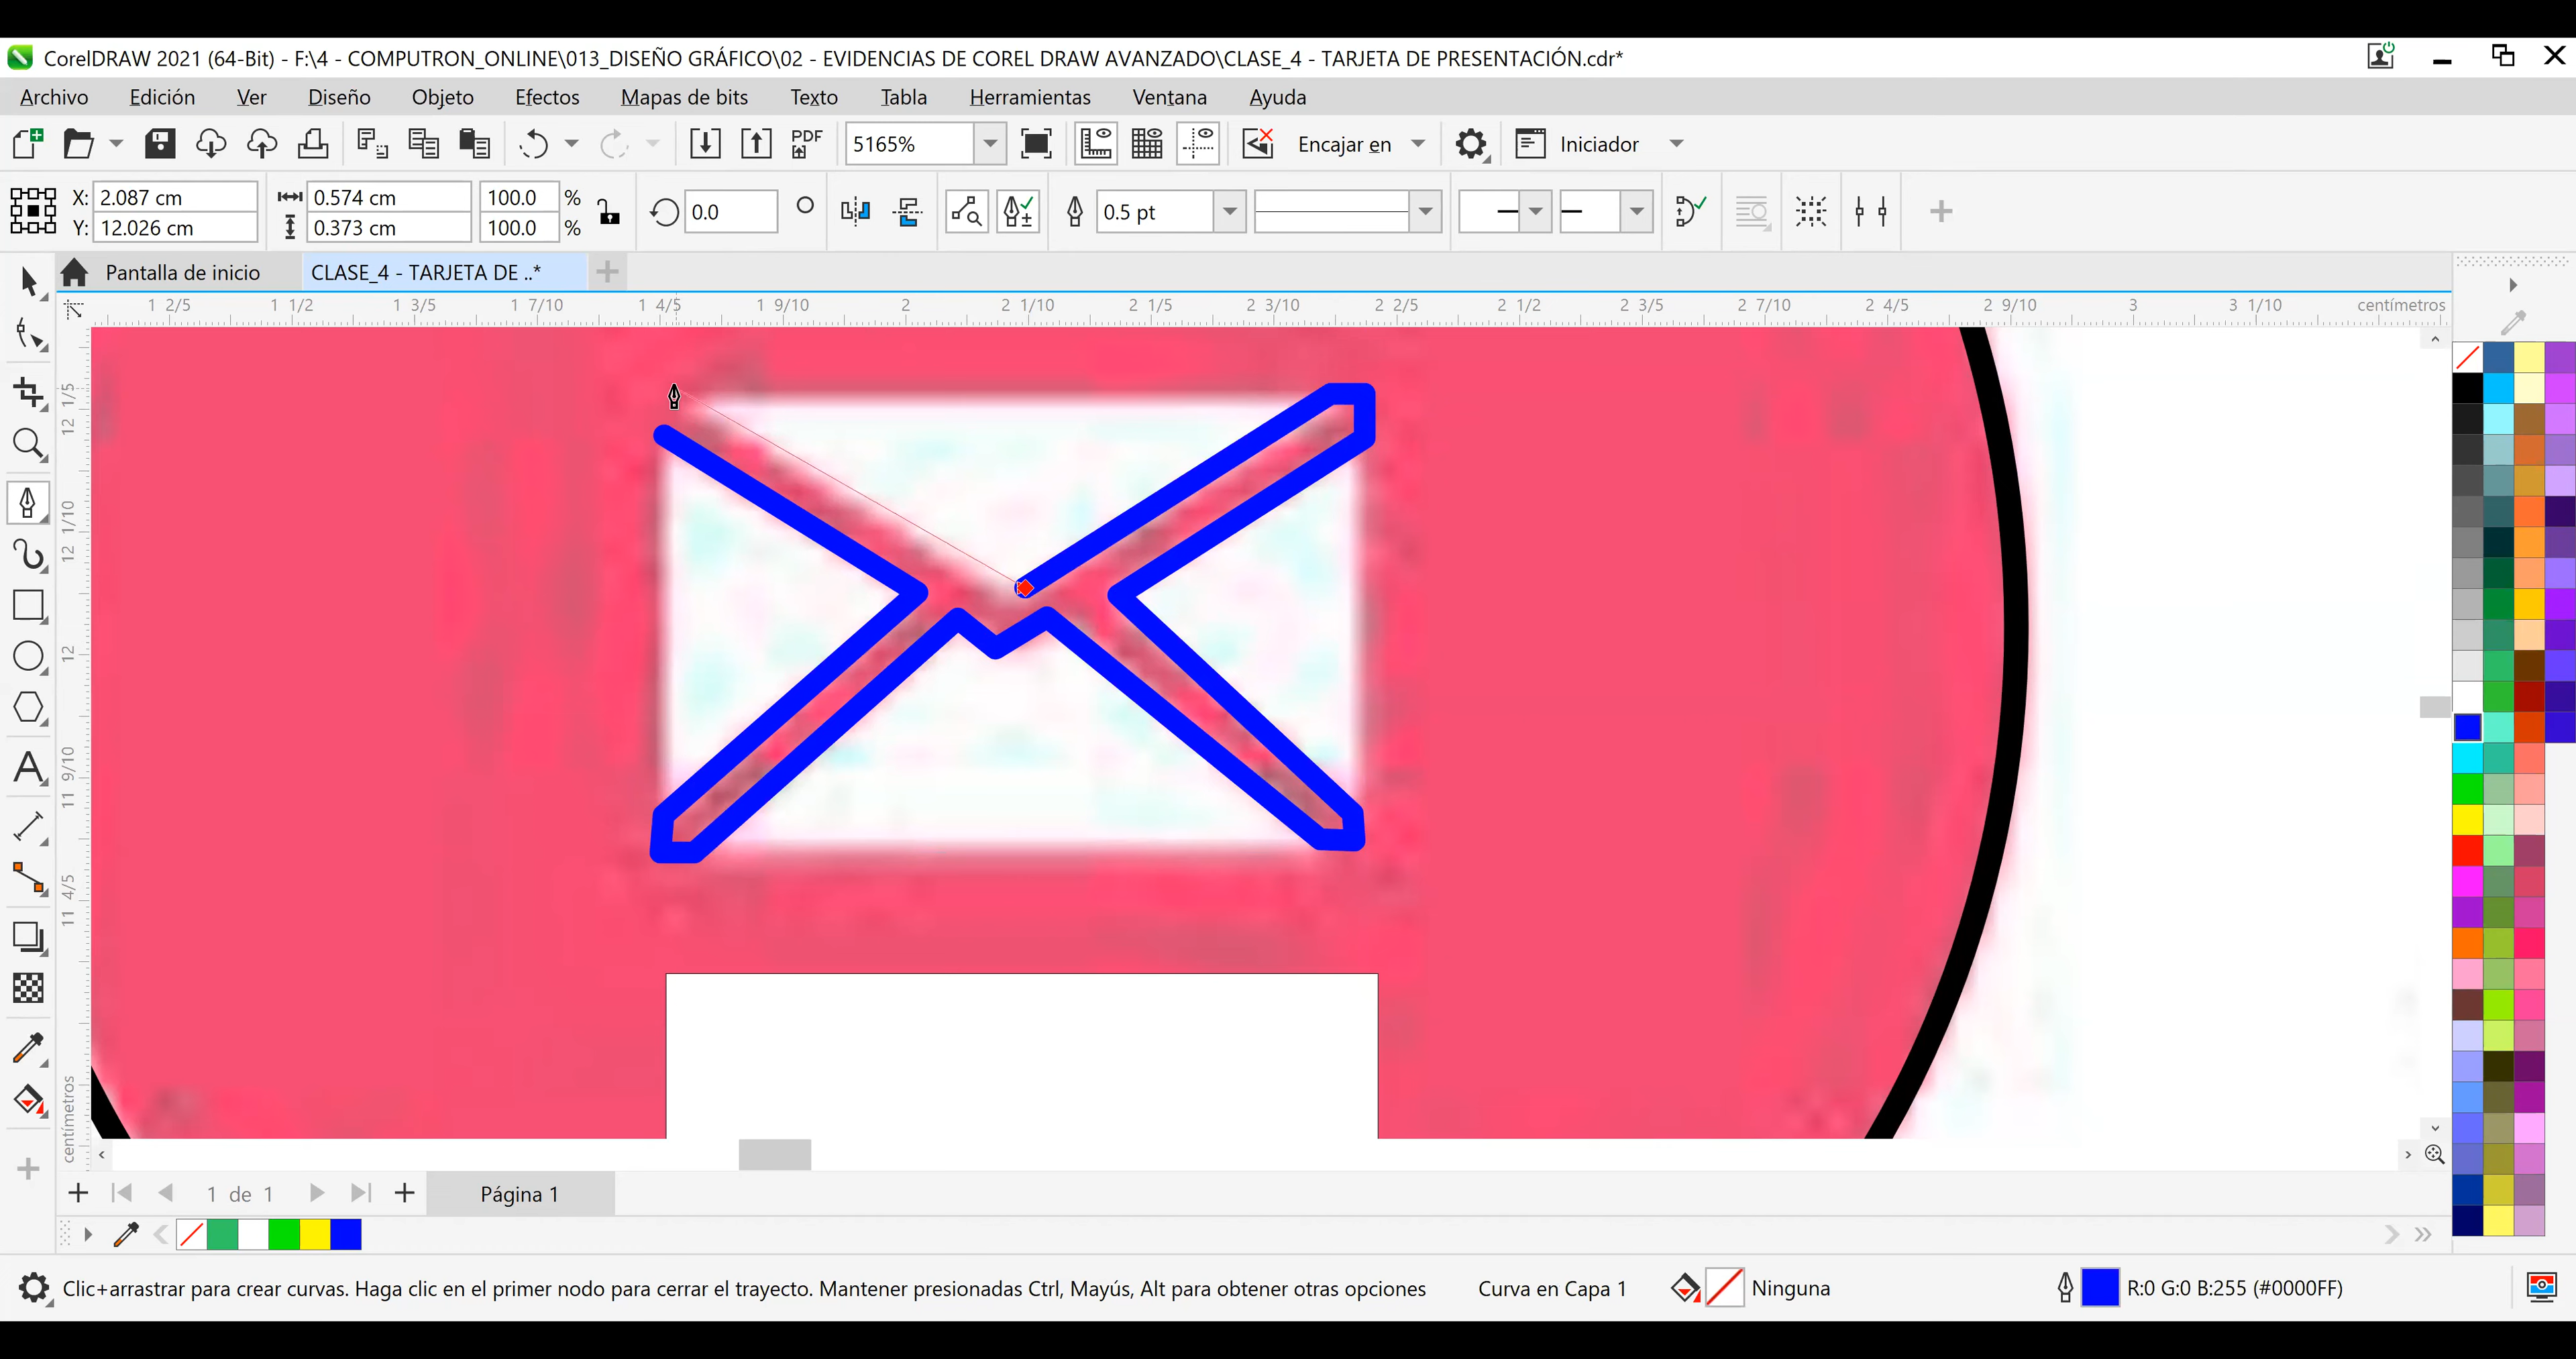 CorelDRAW 2021 (64-Bit) - F:\4 - COMPUTRON_ONLINE\013_DISEÑO GRÁFICO\02 - EVIDENCIAS DE COREL DRAW AVANZADO\CLASE_4 - TARJETA DE PRESENTACIÓN.cdr*
Archivo Edición Ver Diseño Objeto Efectos Mapas de bits Texto Tabla Herramientas Ventana Ayuda
PDF 5165% Encajar en Iniciador
X: 2.087 cm 0.574 cm 100.0 % 0.0 0.5 pt
Y: 12.026 cm 0.373 cm 100.0 %
Pantalla de inicio CLASE_4 - TARJETA DE ..*
1 2/5 1 1/2 1 3/5 1 7/10 1 4/5 1 9/10 2 2 1/10 2 1/5 2 3/10 2 2/5 2 1/2 2 3/5 2 7/10 2 4/5 2 9/10 3 3 1/10 centímetros
12 1/5
12 1/10
12
11 9/10
11 4/5
centímetros
1 de 1 Página 1
Clic+arrastrar para crear curvas. Haga clic en el primer nodo para cerrar el trayecto. Mantener presionadas Ctrl, Mayús, Alt para obtener otras opciones Curva en Capa 1 Ninguna R:0 G:0 B:255 (#0000FF)